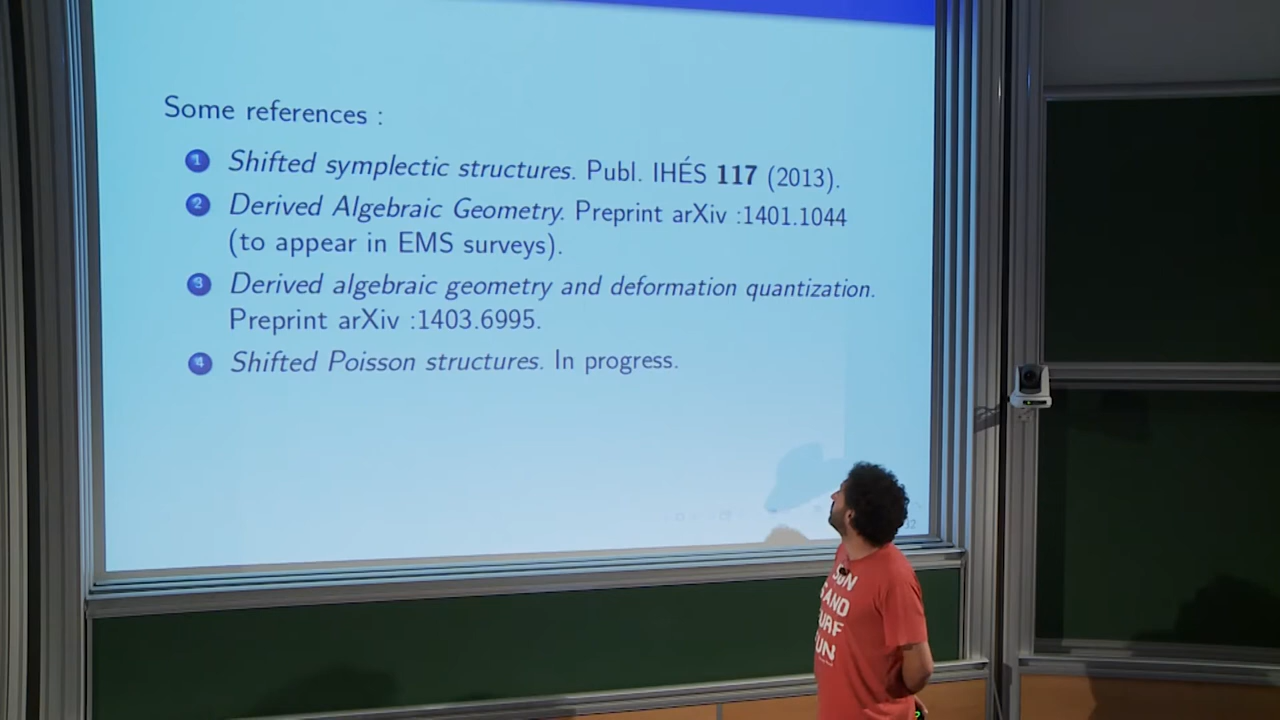 Some references :
1 Shifted symplectic structures. Publ. IHÉS 117 (2013).
2 Derived Algebraic Geometry. Preprint arXiv :1401.1044
(to appear in EMS surveys).
3 Derived algebraic geometry and deformation quantization.
Preprint arXiv :1403.6995.
4 Shifted Poisson structures. In progress.
SUN